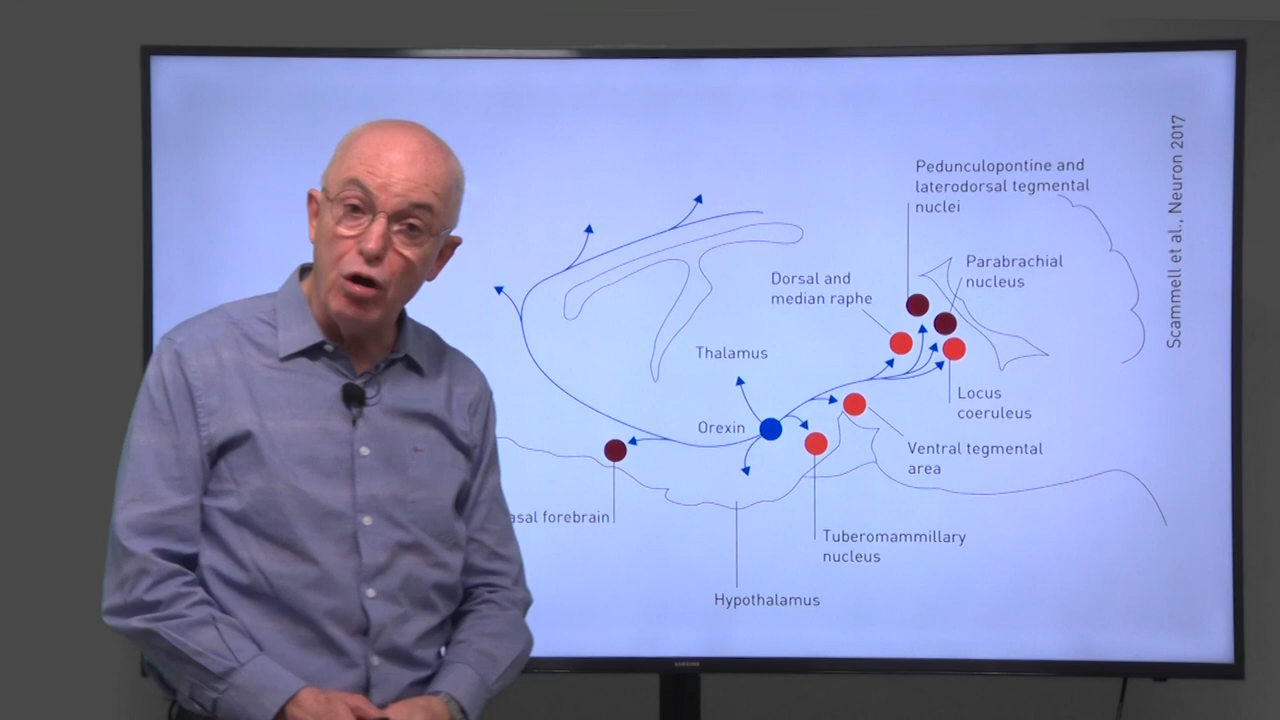 Pedunculopontine and
laterodorsal tegmental
nuclei
Parabrachial
nucleus
Dorsal and
median raphe
Thalamus
Orexin
Locus
coeruleus
Ventral tegmental
area
asal forebrain
Tuberomammillary
nucleus
Hypothalamus
Scammell et al., Neuron 2017
SAMSUNG